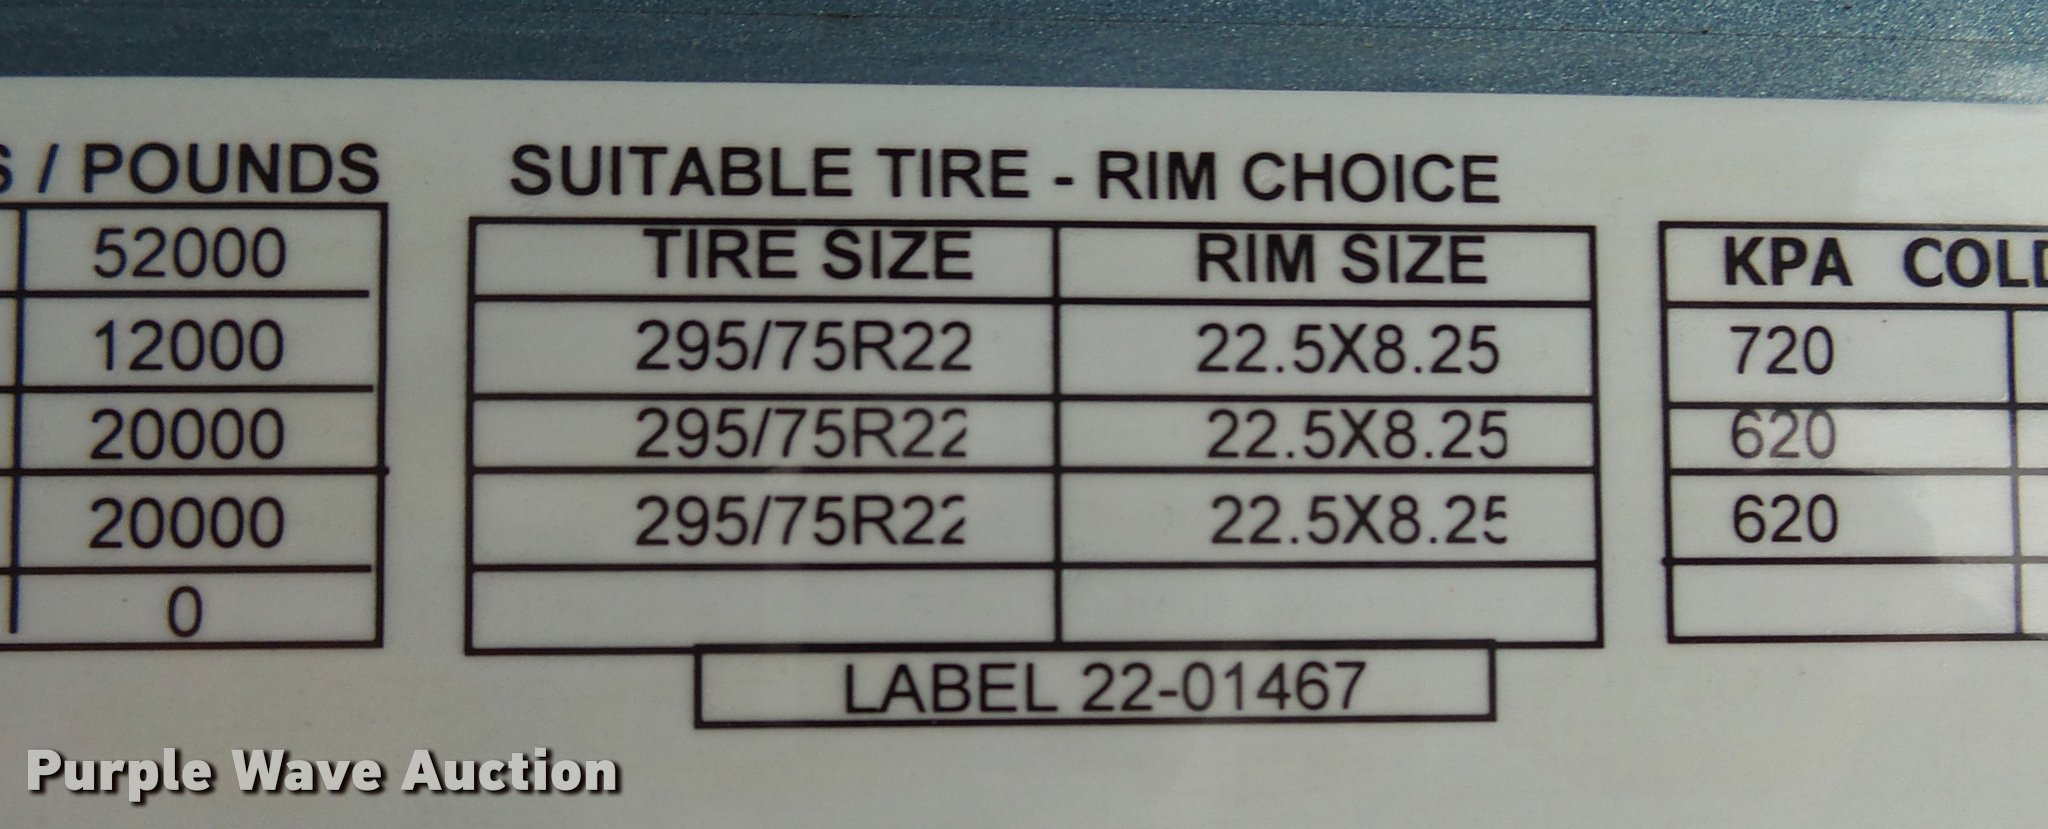 S / POUNDS SUITABLE TIRE - RIM CHOICE
52000 TIRE SIZE RIM SIZE KPA COLD
12000 295/75R22 22.5X8.25 720
20000 295/75R22 22.5X8.25 620
20000 295/75R22 22.5X8.25 620
0
LABEL 22-01467
Purple Wave Auction